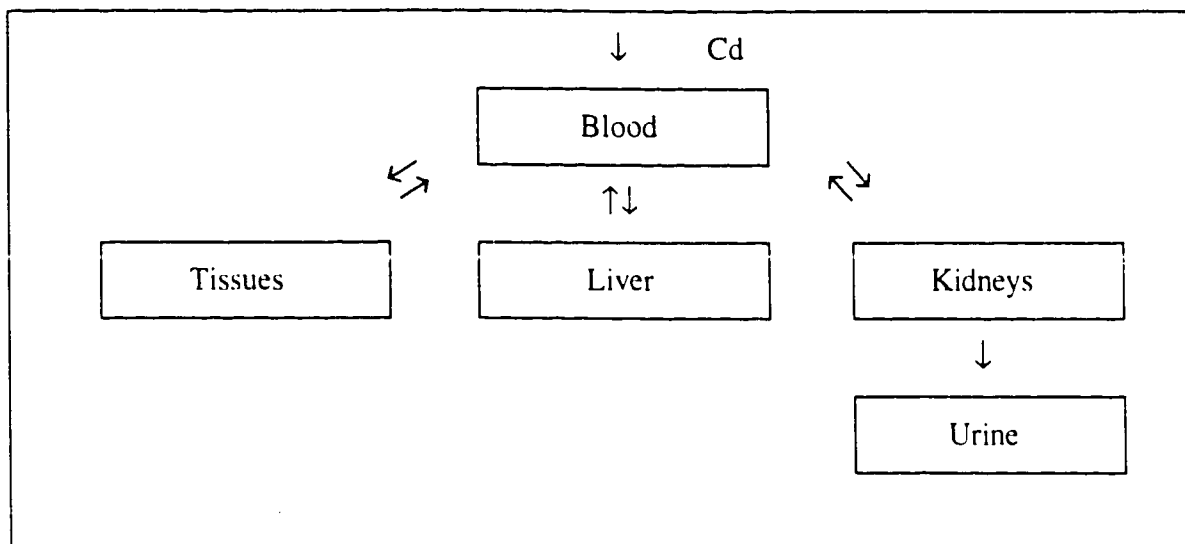 ↓ Cd
Blood
↑↓
Tissues Liver Kidneys
↓
Urine